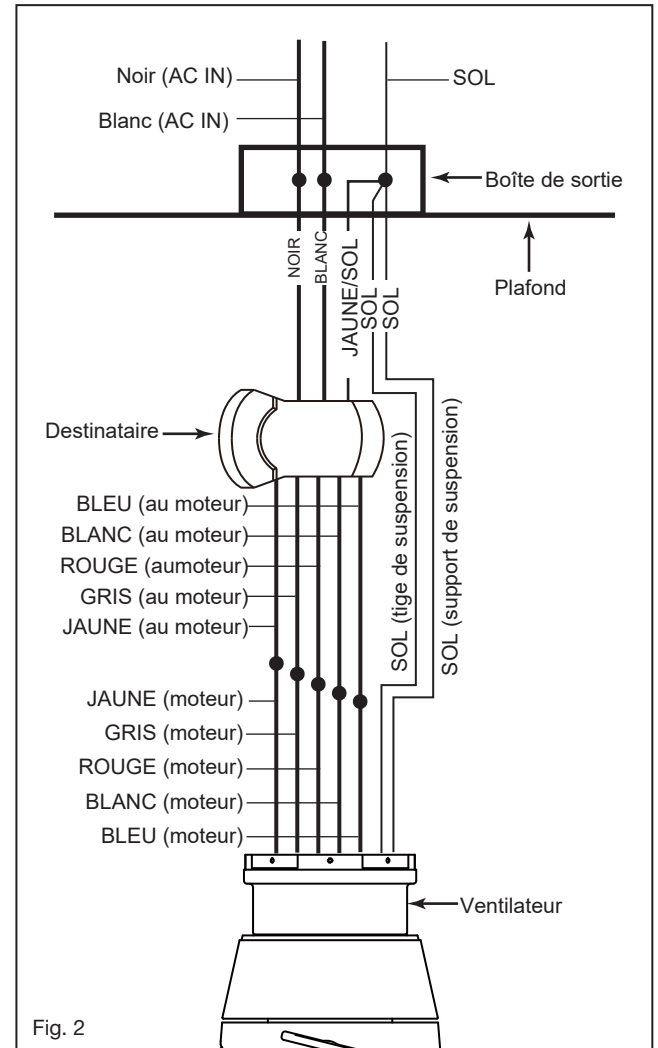 Noir (AC IN)
SOL
Blanc (AC IN)
Boîte de sortie
Plafond
NOIR
BLANC
JAUNE/SOL
SOL
SOL
Destinataire
SOL (tige de suspension)
SOL (support de suspension)
BLEU (au moteur)
BLANC (au moteur)
ROUGE (aumoteur)
GRIS (au moteur)
JAUNE (au moteur)
JAUNE (moteur)
GRIS (moteur)
ROUGE (moteur)
BLANC (moteur)
BLEU (moteur)
Ventilateur
Fig. 2